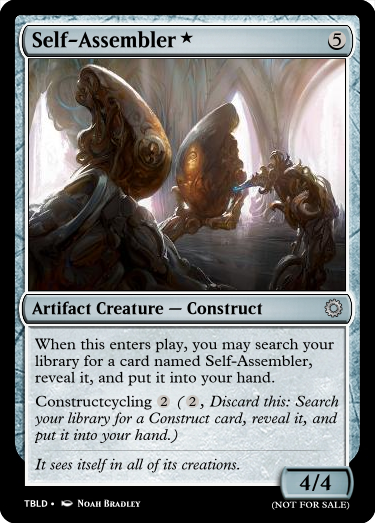 Self-Assembler ★ 5
Artifact Creature — Construct
When this enters play, you may search your
library for a card named Self-Assembler,
reveal it, and put it into your hand.
Constructcycling 2 ( 2, Discard this: Search
your library for a Construct card, reveal it, and
put it into your hand.)
It sees itself in all of its creations.
4/4
TBLD • Noah Bradley (NOT FOR SALE)